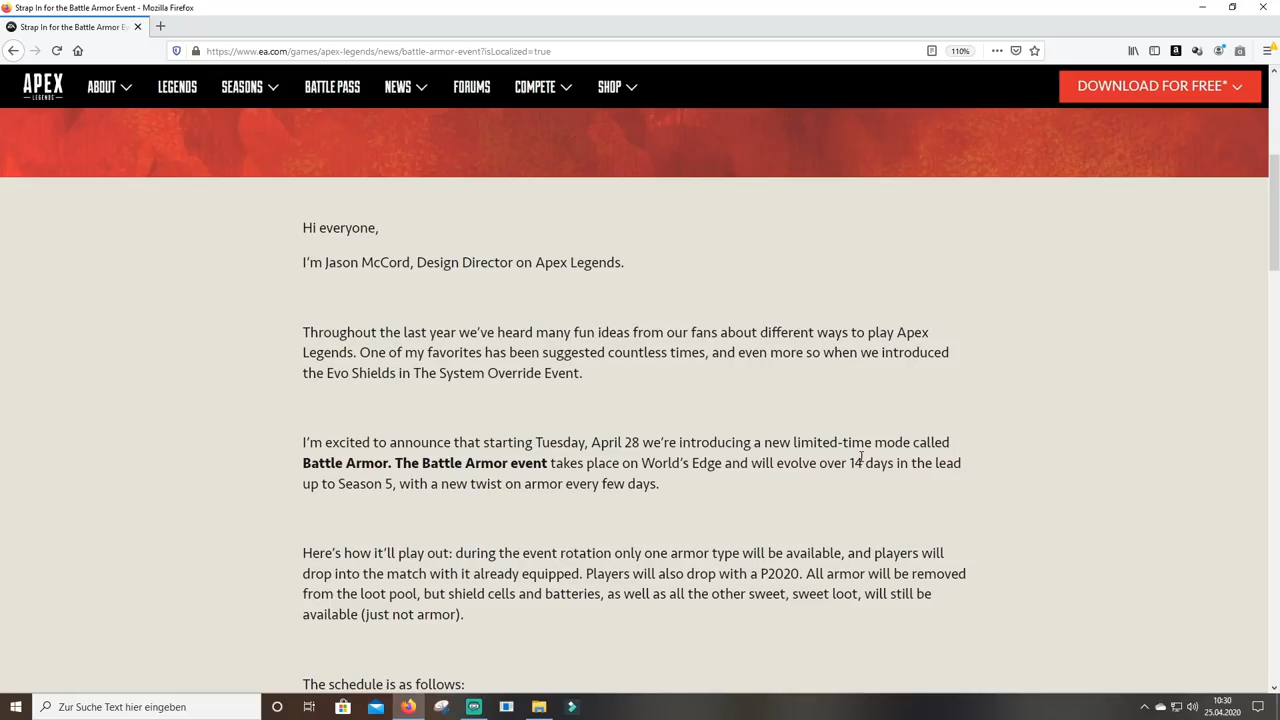 Strap In for the Battle Armor Event - Mozilla Firefox
Strap In for the Battle Armor Ev
https://www.ea.com/games/apex-legends/news/battle-armor-event?isLocalized=true
110%
APEX
LEGENDS
ABOUT
LEGENDS
SEASONS
BATTLE PASS
NEWS
FORUMS
COMPETE
SHOP
DOWNLOAD FOR FREE*
Hi everyone,
I'm Jason McCord, Design Director on Apex Legends.
Throughout the last year we've heard many fun ideas from our fans about different ways to play Apex
Legends. One of my favorites has been suggested countless times, and even more so when we introduced
the Evo Shields in The System Override Event.
I'm excited to announce that starting Tuesday, April 28 we're introducing a new limited-time mode called
Battle Armor. The Battle Armor event takes place on World's Edge and will evolve over 14 days in the lead
up to Season 5, with a new twist on armor every few days.
Here's how it'll play out: during the event rotation only one armor type will be available, and players will
drop into the match with it already equipped. Players will also drop with a P2020. All armor will be removed
from the loot pool, but shield cells and batteries, as well as all the other sweet, sweet loot, will still be
available (just not armor).
The schedule is as follows:
Zur Suche Text hier eingeben
10:30
25.04.2020